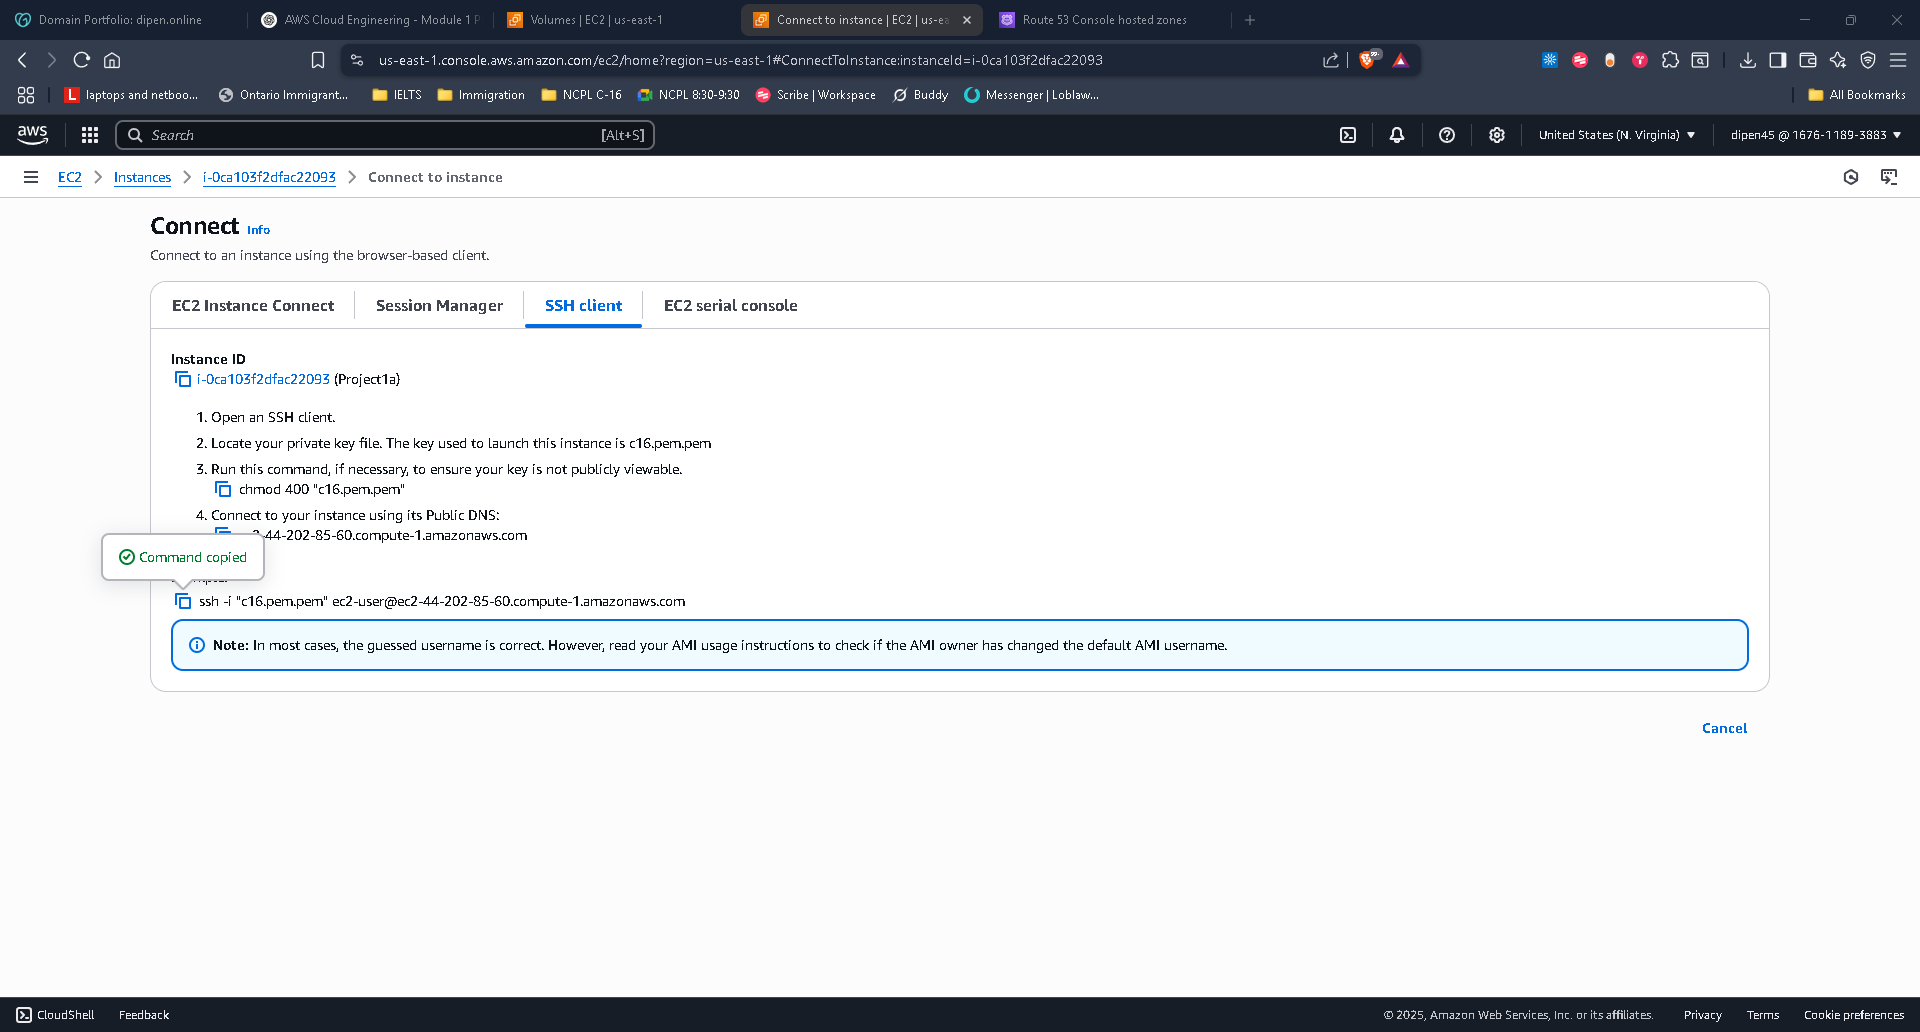 Domain Portfolio: dipen.online
AWS Cloud Engineering - Module 1 P
Volumes | EC2 | us-east-1
Connect to instance | EC2 | us-ea
Route 53 Console hosted zones
us-east-1.console.aws.amazon.com/ec2/home?region=us-east-1#ConnectToInstance:instanceId=i-0ca103f2dfac22093
99+
laptops and netboo...
Ontario Immigrant...
IELTS
Immigration
NCPL C-16
NCPL 8:30-9:30
Scribe | Workspace
Buddy
Messenger | Loblaw...
All Bookmarks
aws
Search
[Alt+S]
United States (N. Virginia)
dipen45 @ 1676-1189-3883
EC2
Instances
i-0ca103f2dfac22093
Connect to instance
Connect Info
Connect to an instance using the browser-based client.
EC2 Instance Connect
Session Manager
SSH client
EC2 serial console
Instance ID
i-0ca103f2dfac22093 (Project1a)
1. Open an SSH client.
2. Locate your private key file. The key used to launch this instance is c16.pem.pem
3. Run this command, if necessary, to ensure your key is not publicly viewable.
chmod 400 "c16.pem.pem"
4. Connect to your instance using its Public DNS:
2-44-202-85-60.compute-1.amazonaws.com
Command copied
ssh -i "c16.pem.pem" ec2-user@ec2-44-202-85-60.compute-1.amazonaws.com
Note: In most cases, the guessed username is correct. However, read your AMI usage instructions to check if the AMI owner has changed the default AMI username.
Cancel
CloudShell
Feedback
© 2025, Amazon Web Services, Inc. or its affiliates.
Privacy
Terms
Cookie preferences